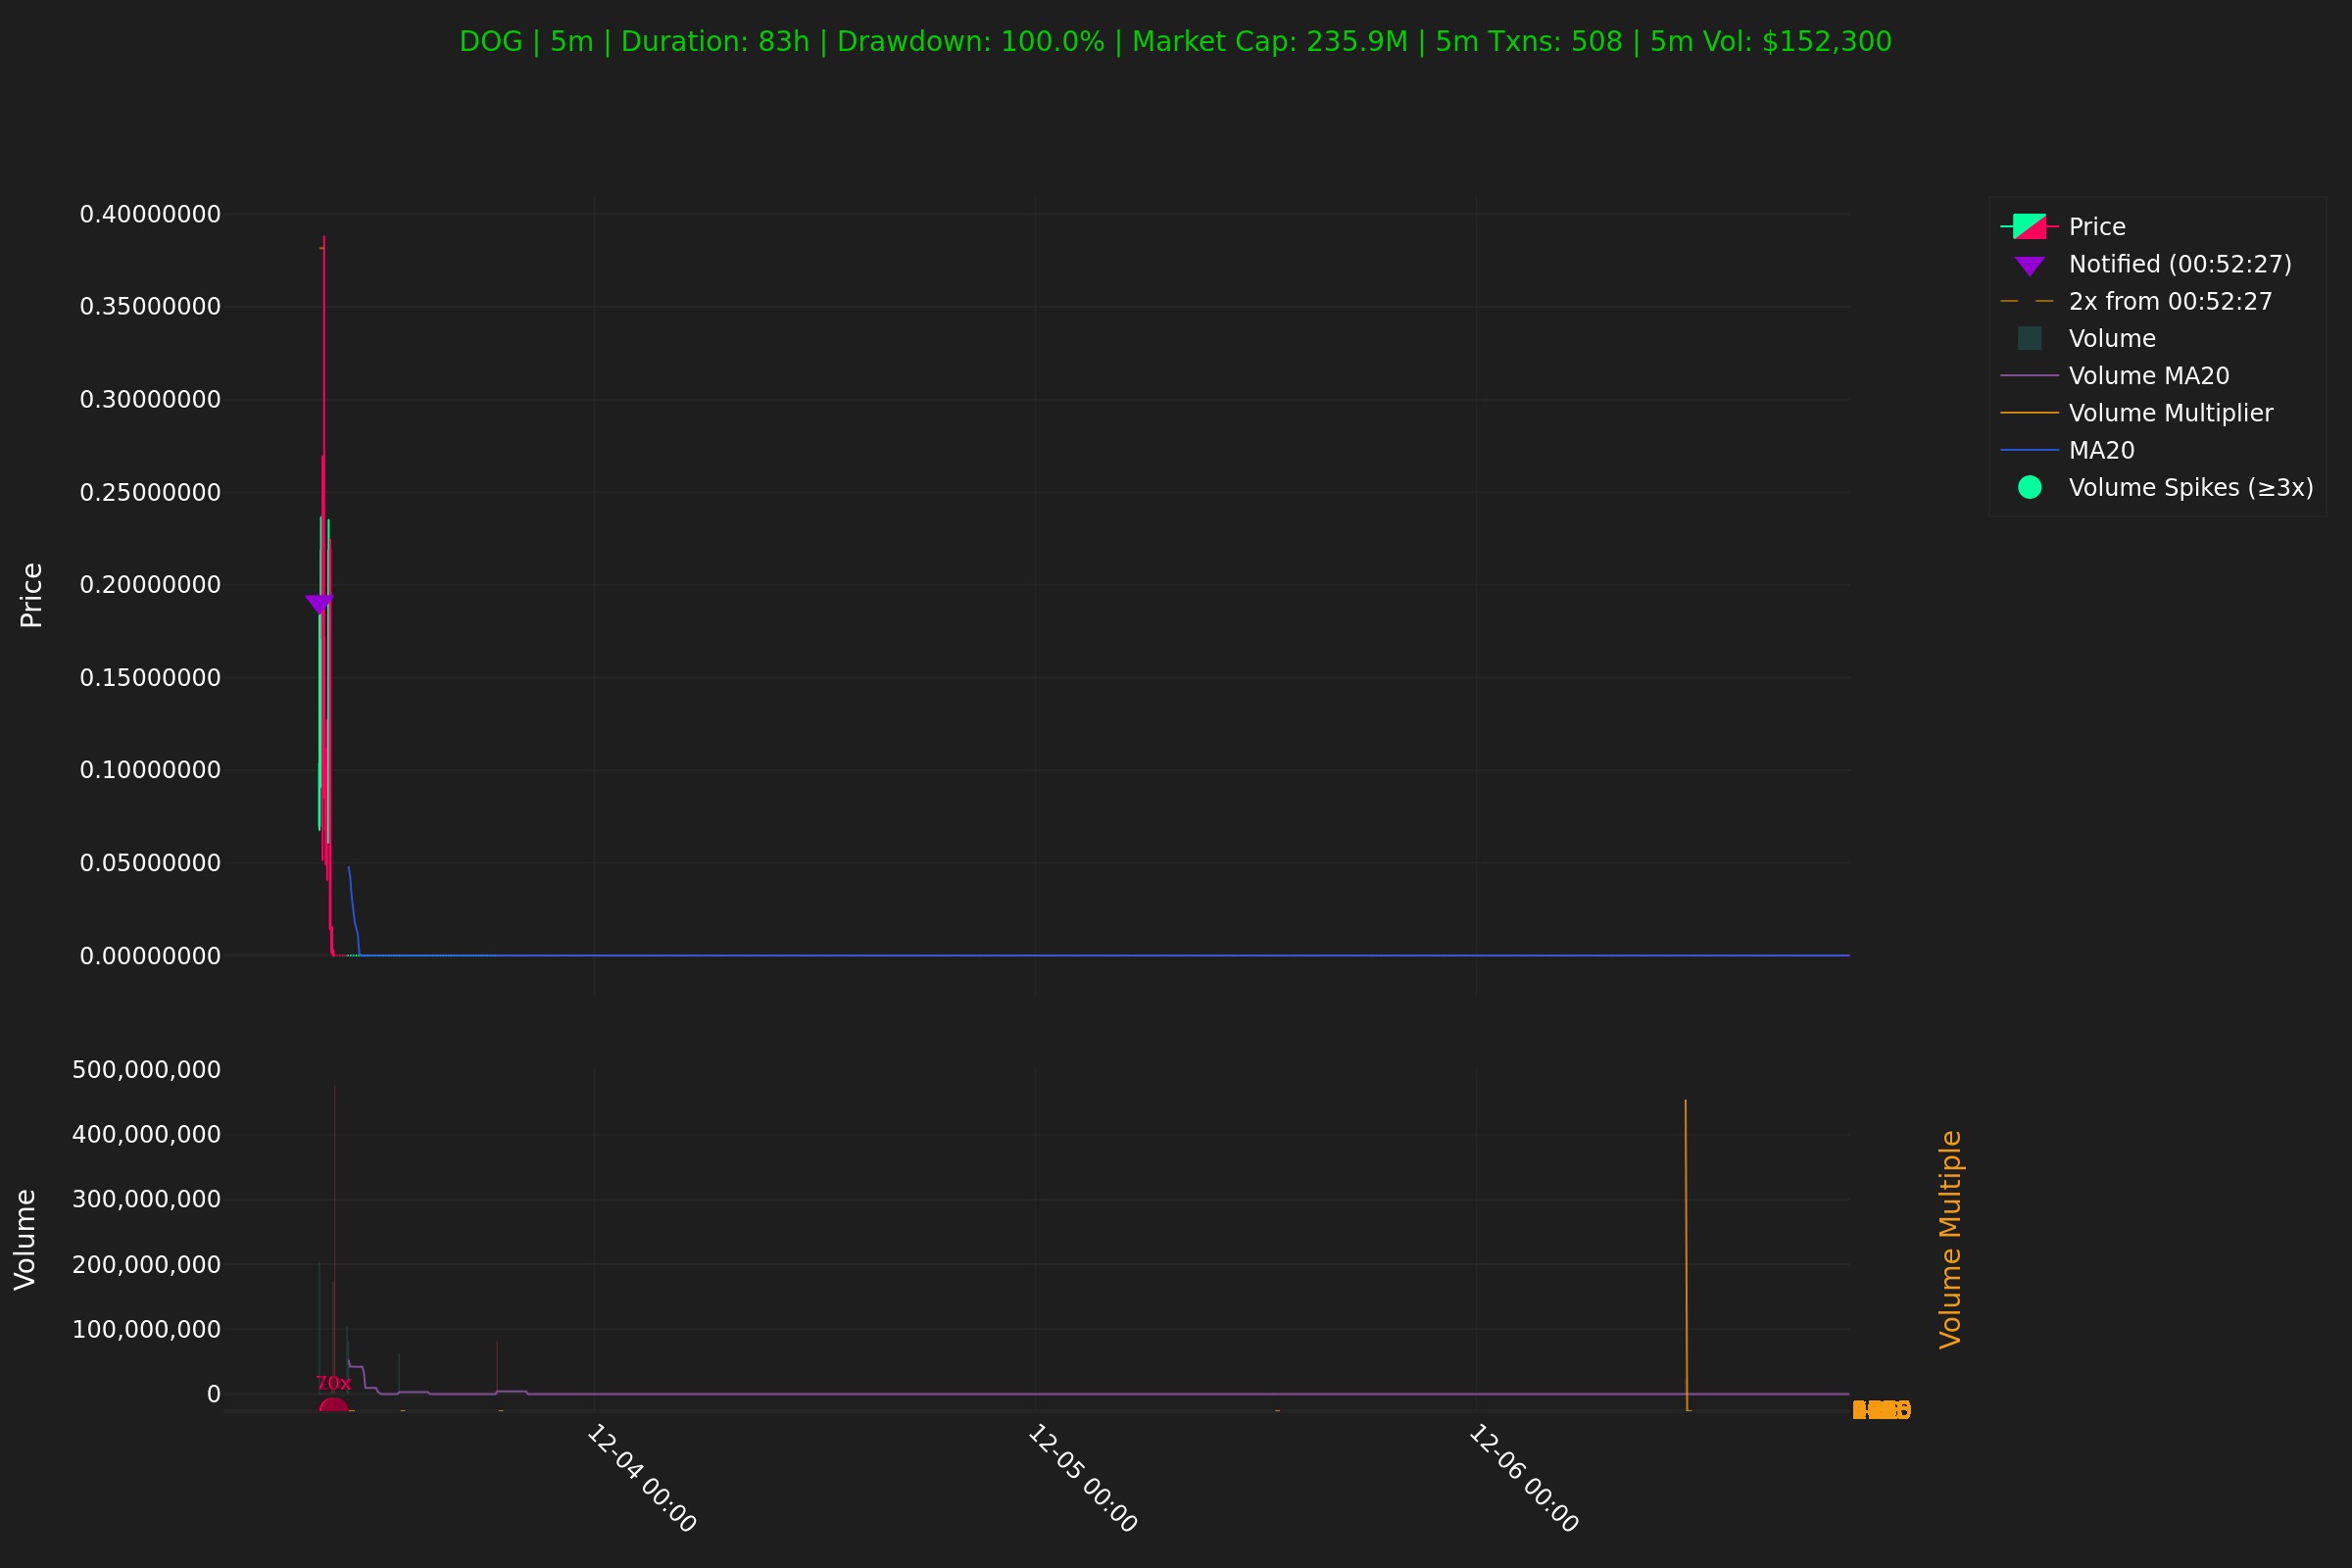 DOG | 5m | Duration: 83h | Drawdown: 100.0% | Market Cap: 235.9M | 5m Txns: 508 | 5m Vol: $152,300
Price
0.40000000
0.35000000
0.30000000
0.25000000
0.20000000
0.15000000
0.10000000
0.05000000
0.00000000
Price
Notified (00:52:27)
2x from 00:52:27
Volume
Volume MA20
Volume Multiplier
MA20
Volume Spikes (≥3x)
Volume
500,000,000
400,000,000
300,000,000
200,000,000
100,000,000
0
70x
Volume Multiple
12-04 00:00
12-05 00:00
12-06 00:00